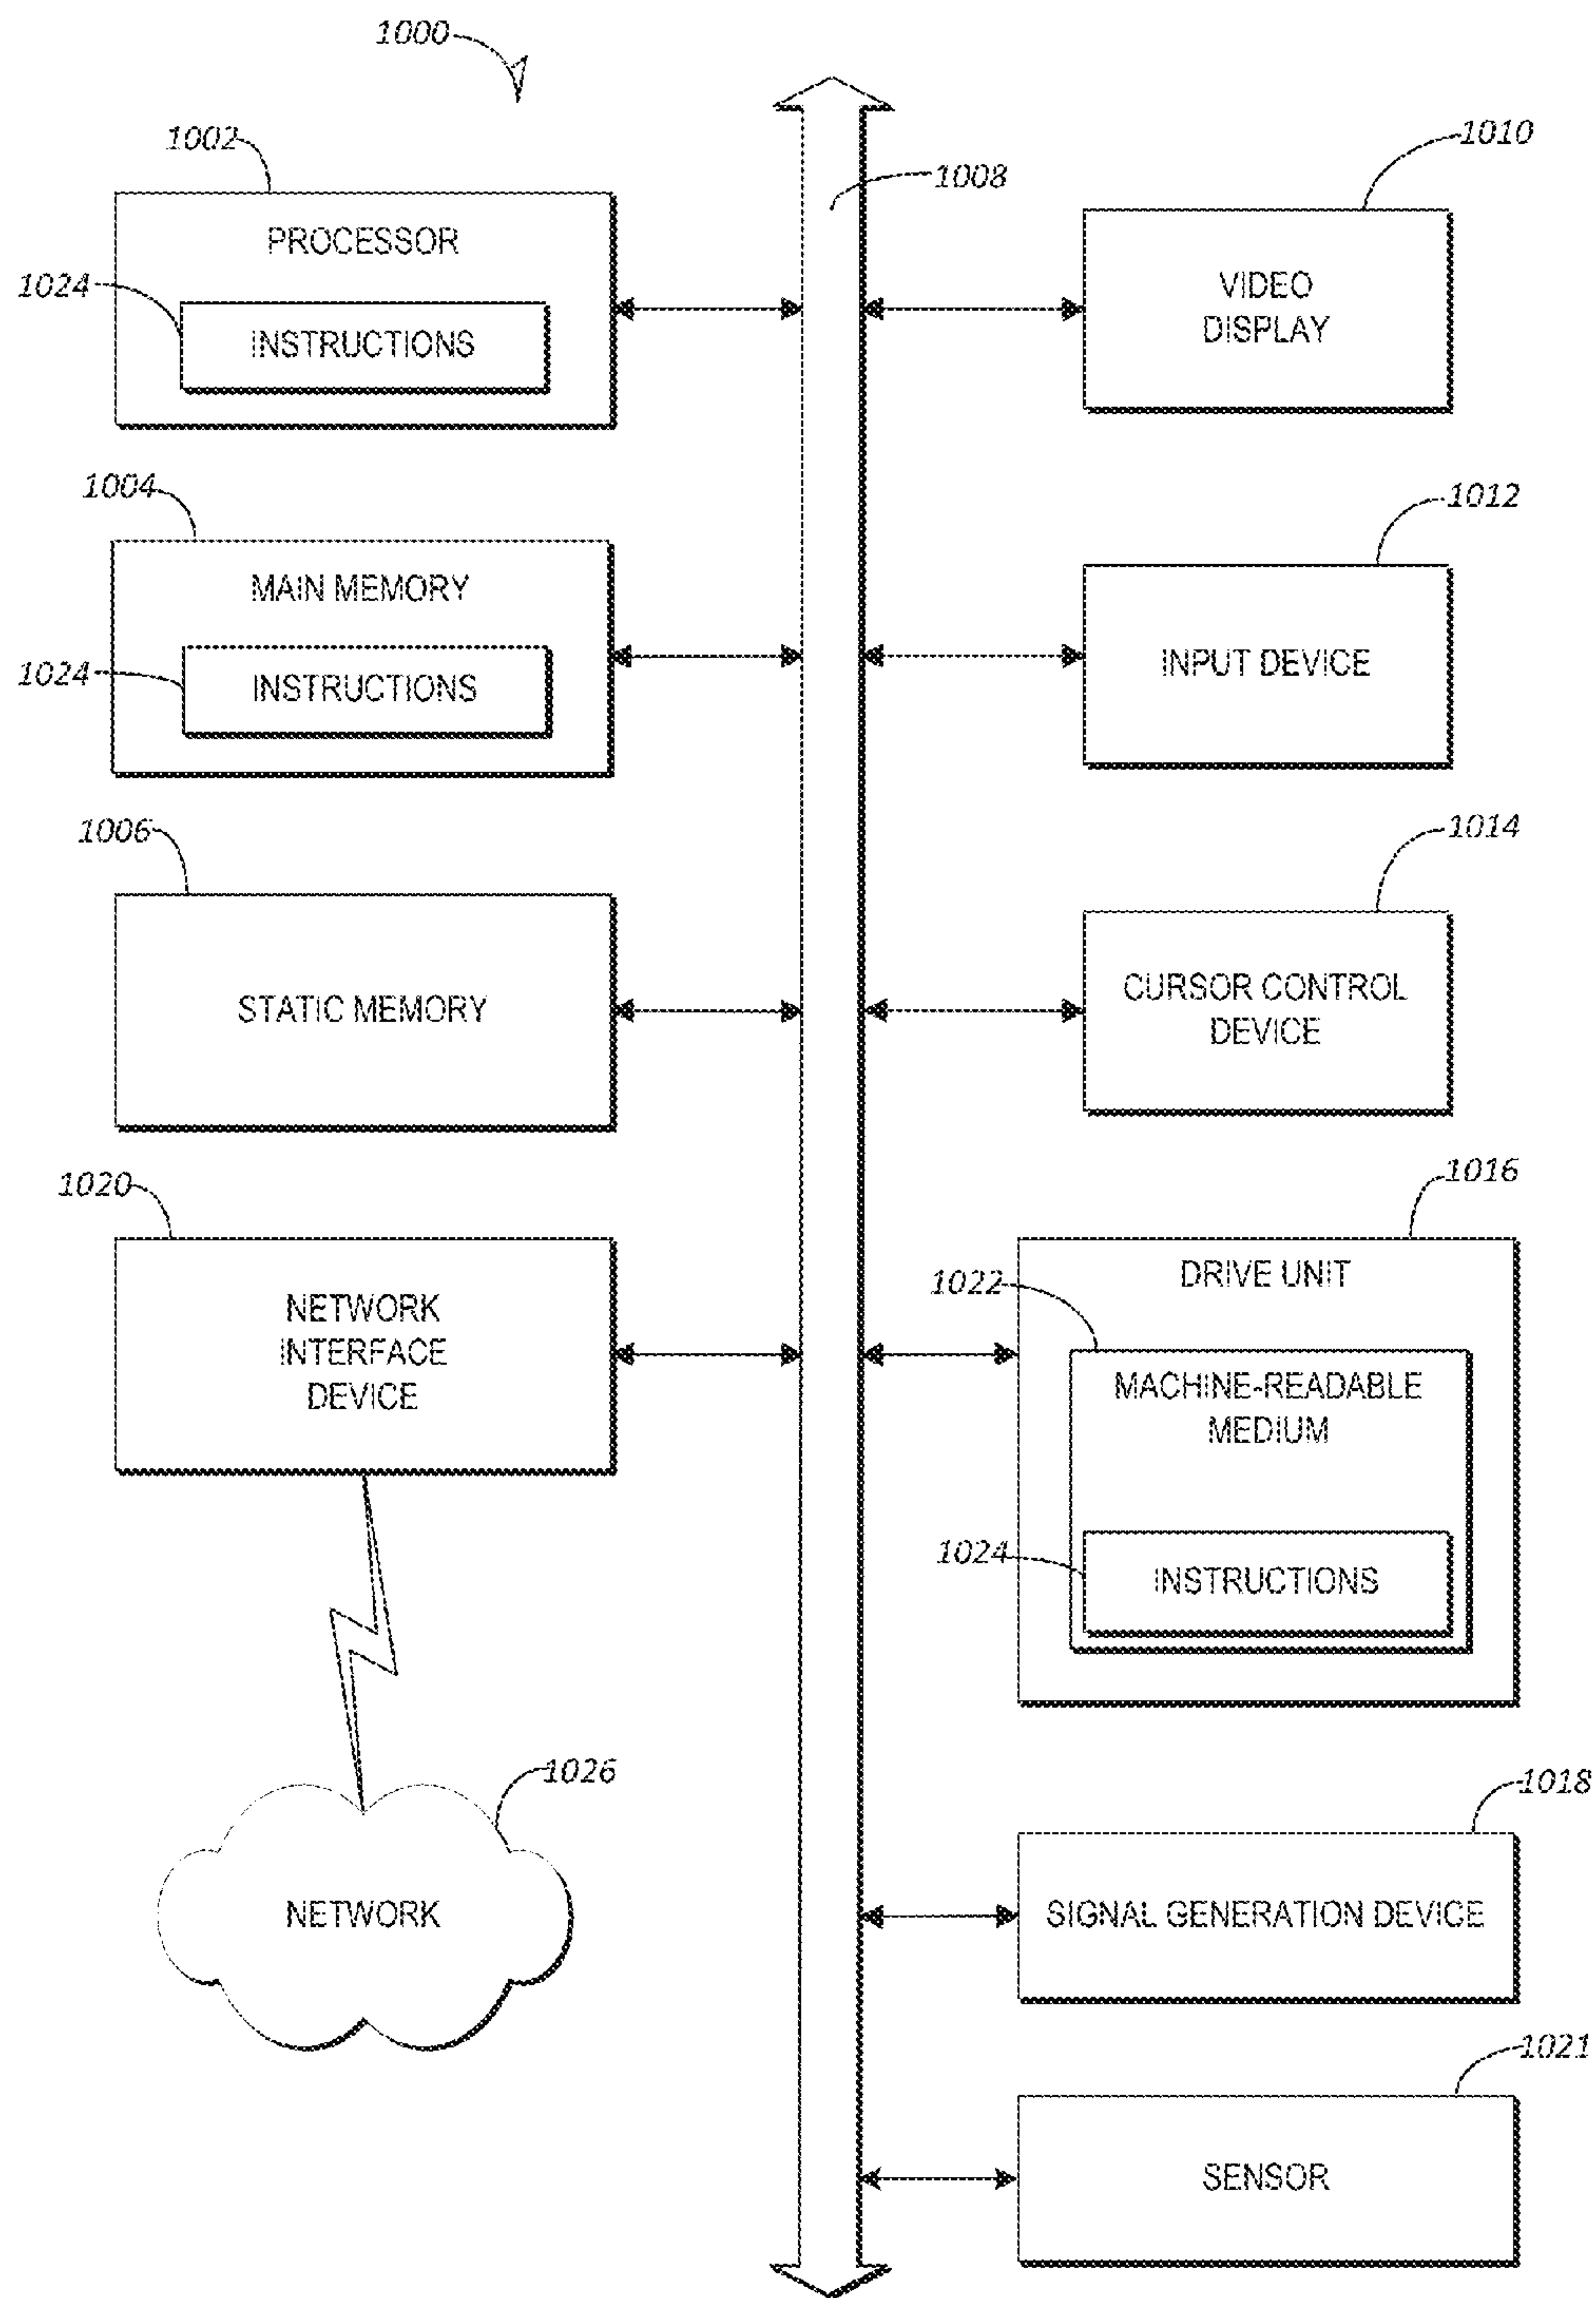 1000
1002
PROCESSOR
1024
INSTRUCTIONS
1004
MAIN MEMORY
1024
INSTRUCTIONS
1006
STATIC MEMORY
1020
NETWORK
INTERFACE
DEVICE
1026
NETWORK
1008
1010
VIDEO
DISPLAY
1012
INPUT DEVICE
1014
CURSOR CONTROL
DEVICE
1016
DRIVE UNIT
1022
MACHINE-READABLE
MEDIUM
1024
INSTRUCTIONS
1018
SIGNAL GENERATION DEVICE
1021
SENSOR